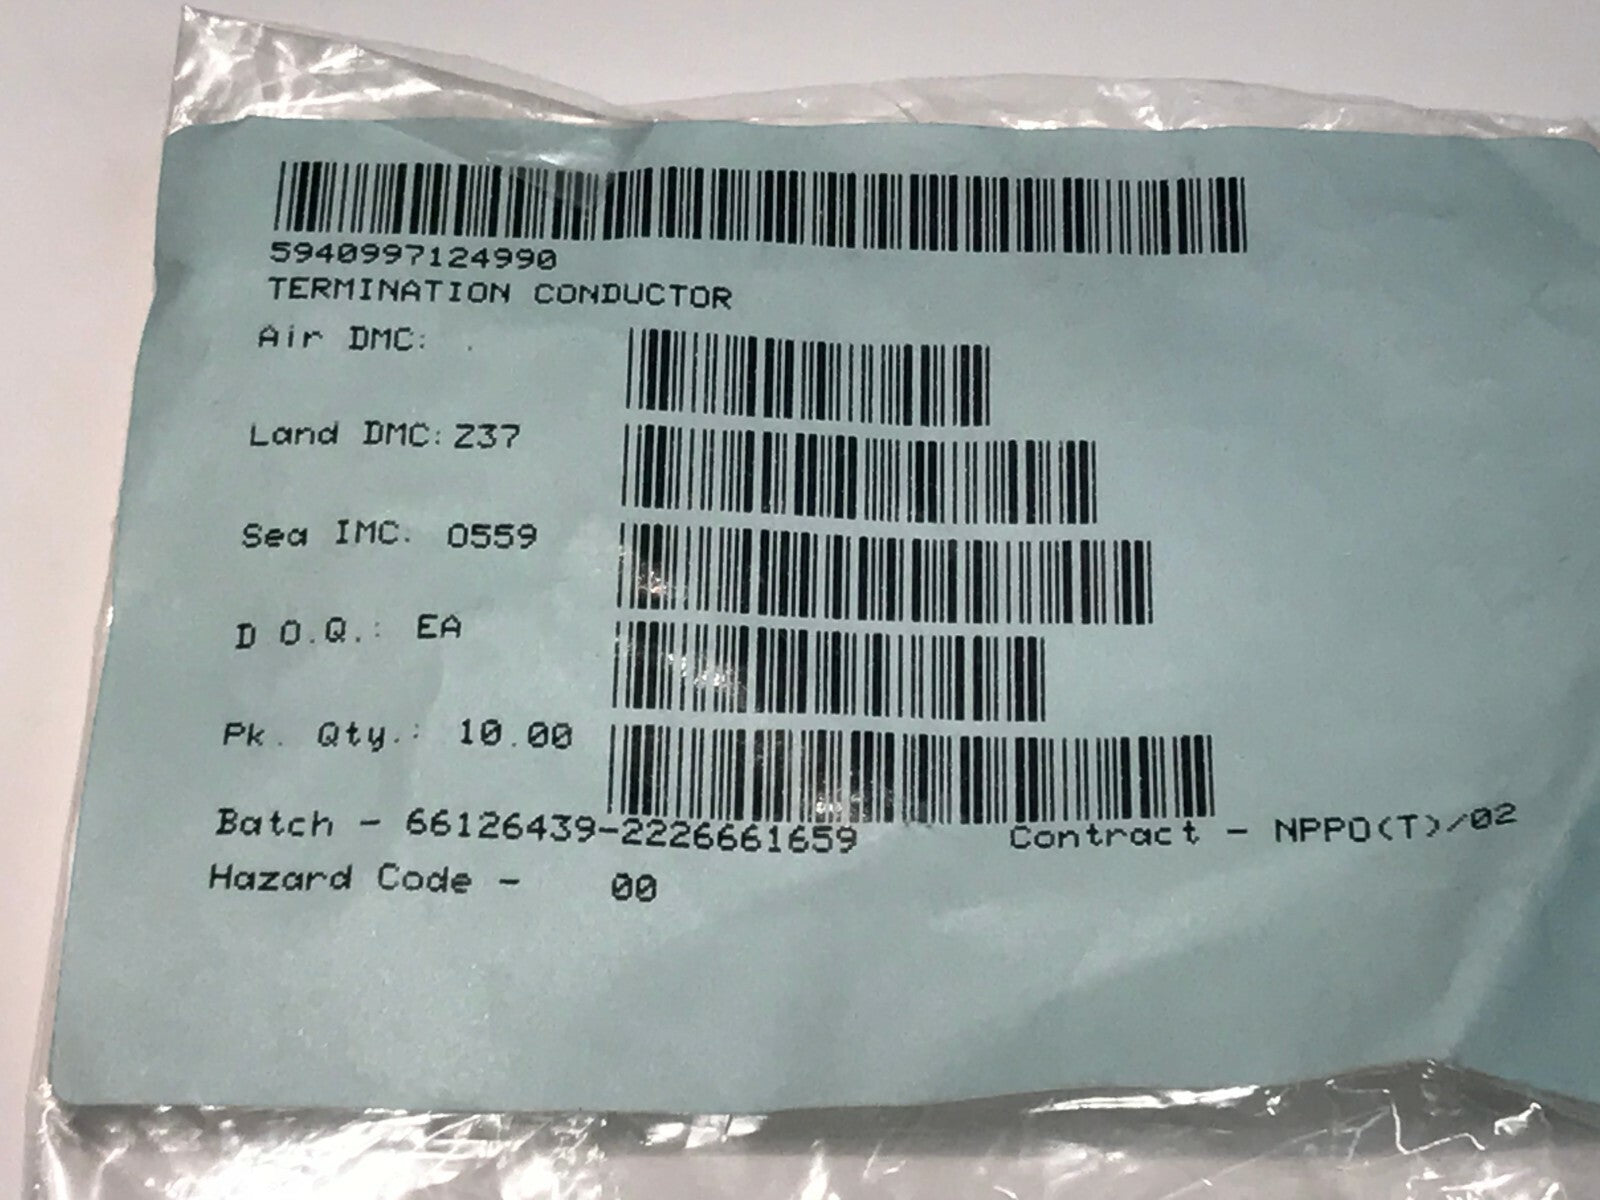 5940997124990
TERMINATION CONDUCTOR
Air DMC: .
Land DMC: Z37
Sea IMC: 0559
D O.Q.: EA
Pk. Qty.: 10.00
Batch - 66126439-2226661659 Contract - NPPO(T)/02
Hazard Code - 00